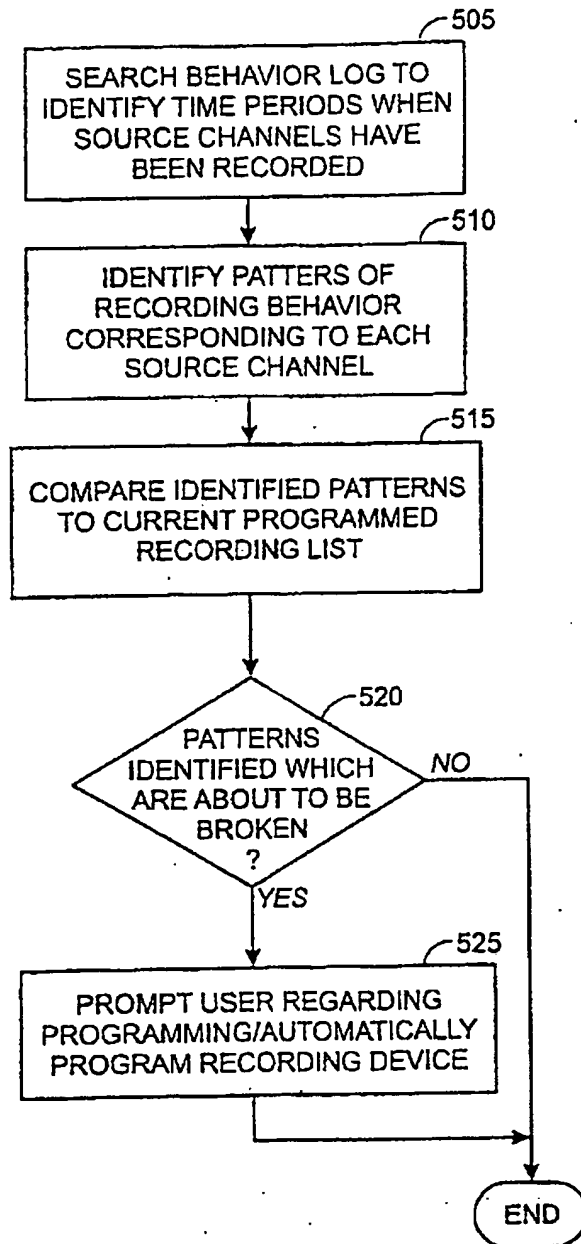 505
SEARCH BEHAVIOR LOG TO
IDENTIFY TIME PERIODS WHEN
SOURCE CHANNELS HAVE
BEEN RECORDED
510
IDENTIFY PATTERS OF
RECORDING BEHAVIOR
CORRESPONDING TO EACH
SOURCE CHANNEL
515
COMPARE IDENTIFIED PATTERNS
TO CURRENT PROGRAMMED
RECORDING LIST
520
PATTERNS
IDENTIFIED WHICH
ARE ABOUT TO BE
BROKEN
?
NO
YES
525
PROMPT USER REGARDING
PROGRAMMING/AUTOMATICALLY
PROGRAM RECORDING DEVICE
END